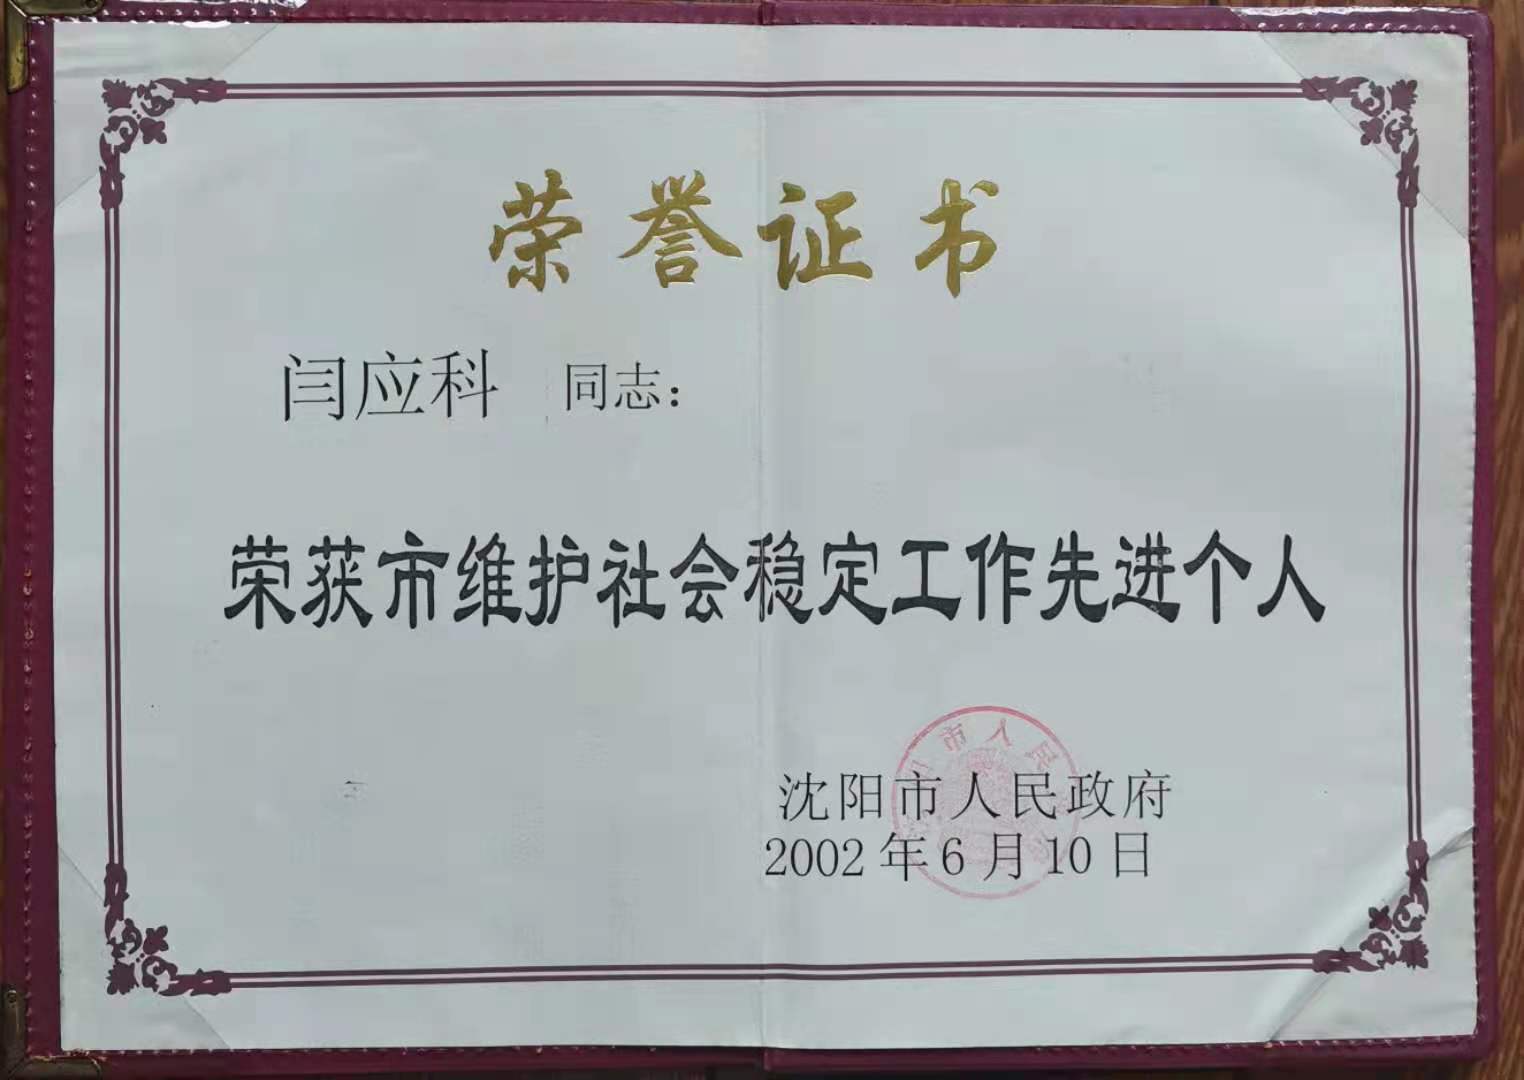 荣誉证书
闫应科 同志：
荣获市维护社会稳定工作先进个人
沈阳市人民政府
2002年6月10日